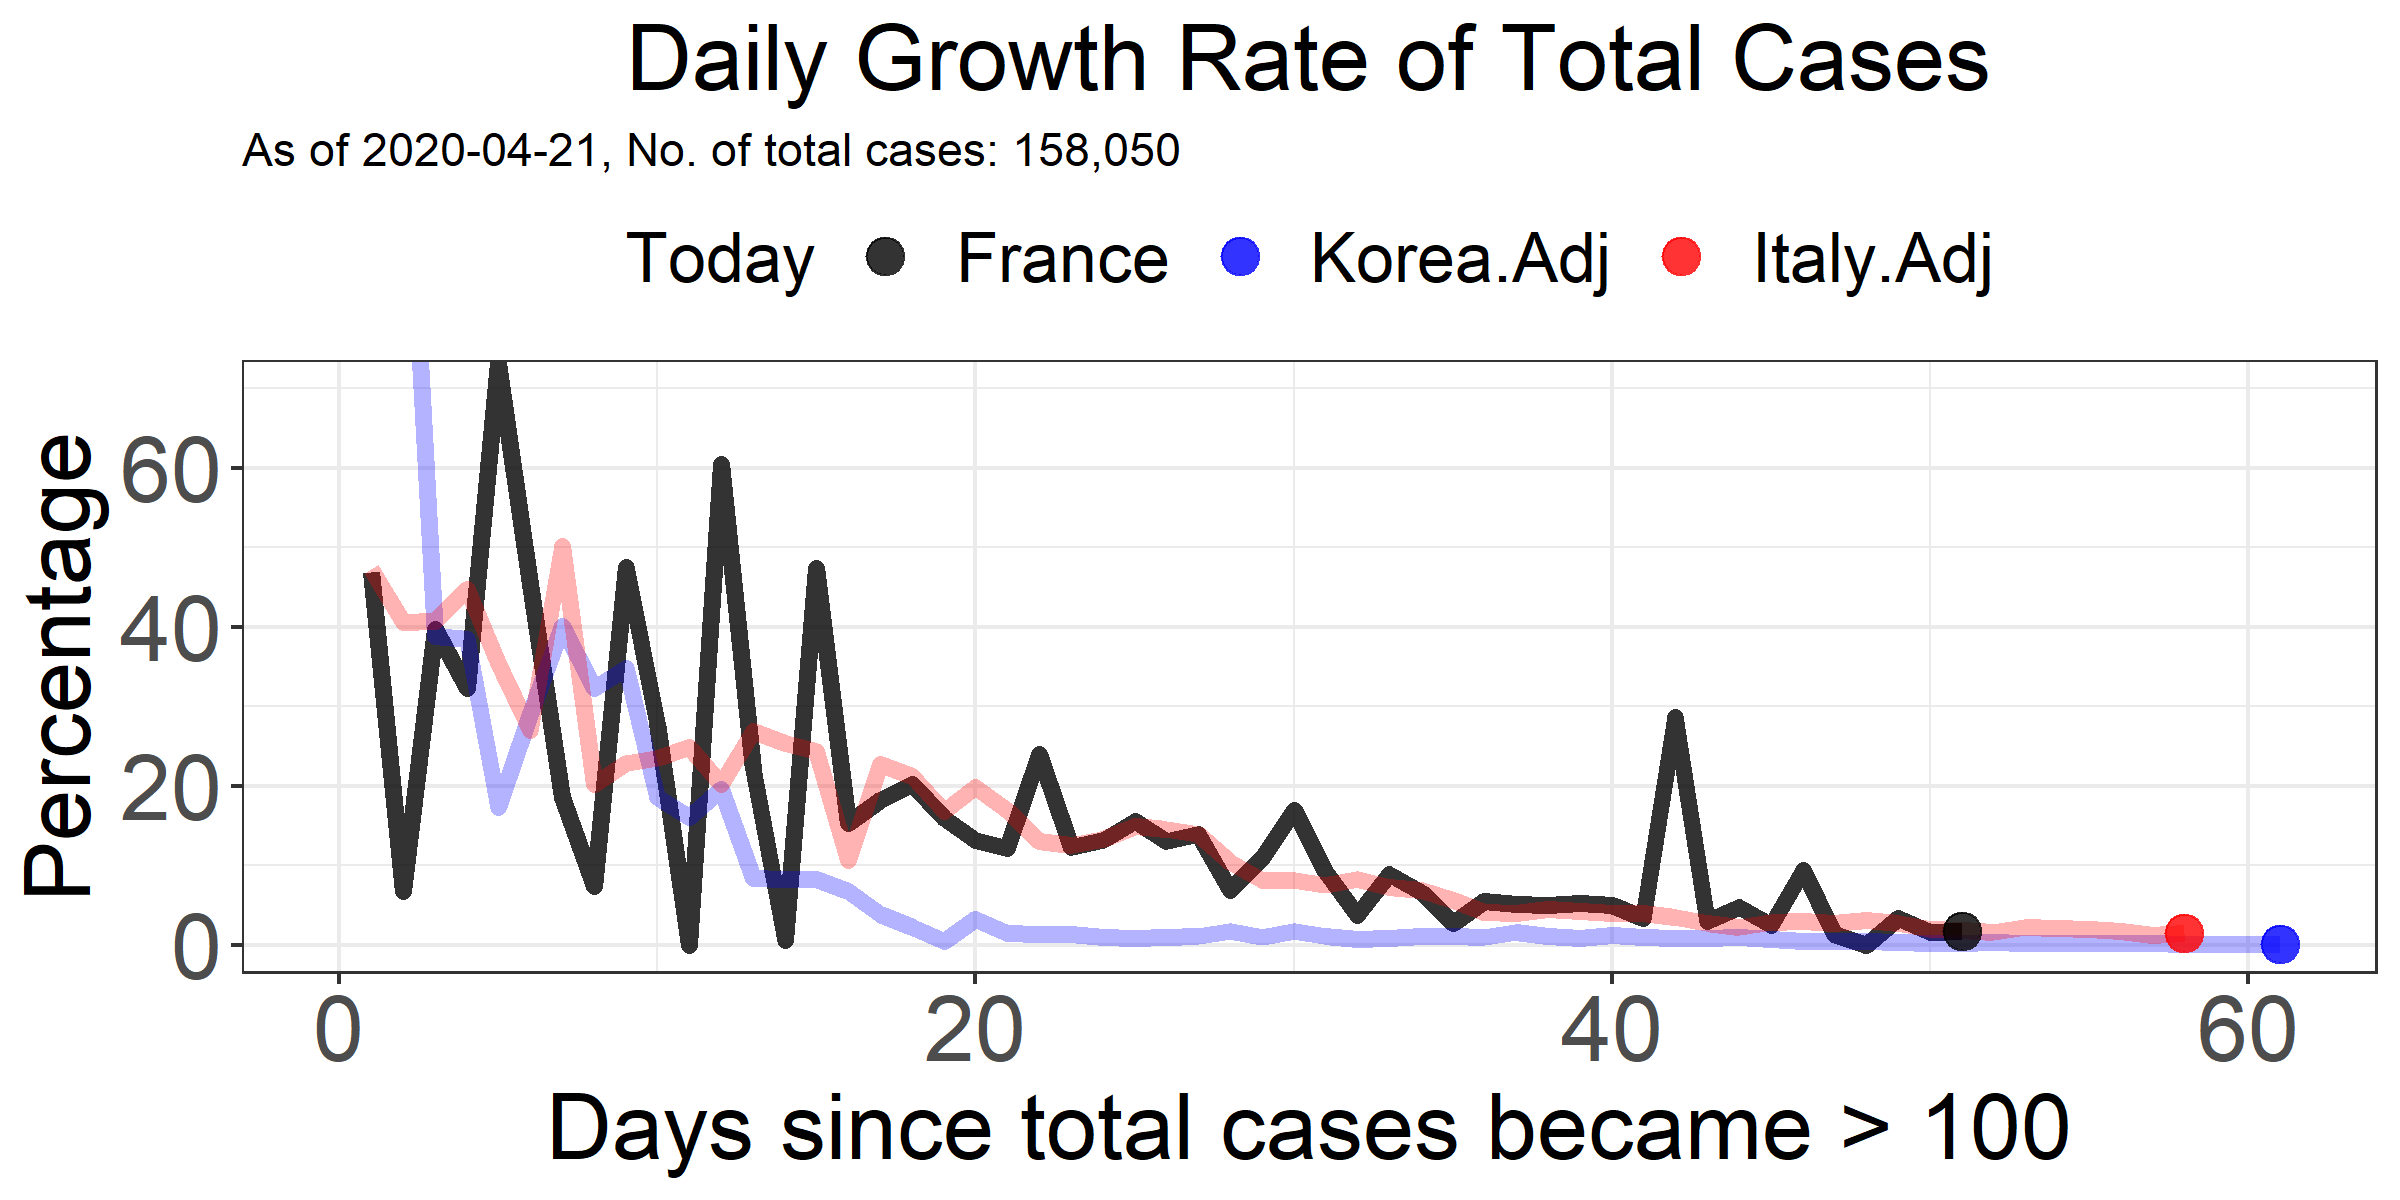 Daily Growth Rate of Total Cases
As of 2020-04-21, No. of total cases: 158,050
Today France Korea.Adj Italy.Adj
Percentage
60
40
20
0
0 20 40 60
Days since total cases became > 100